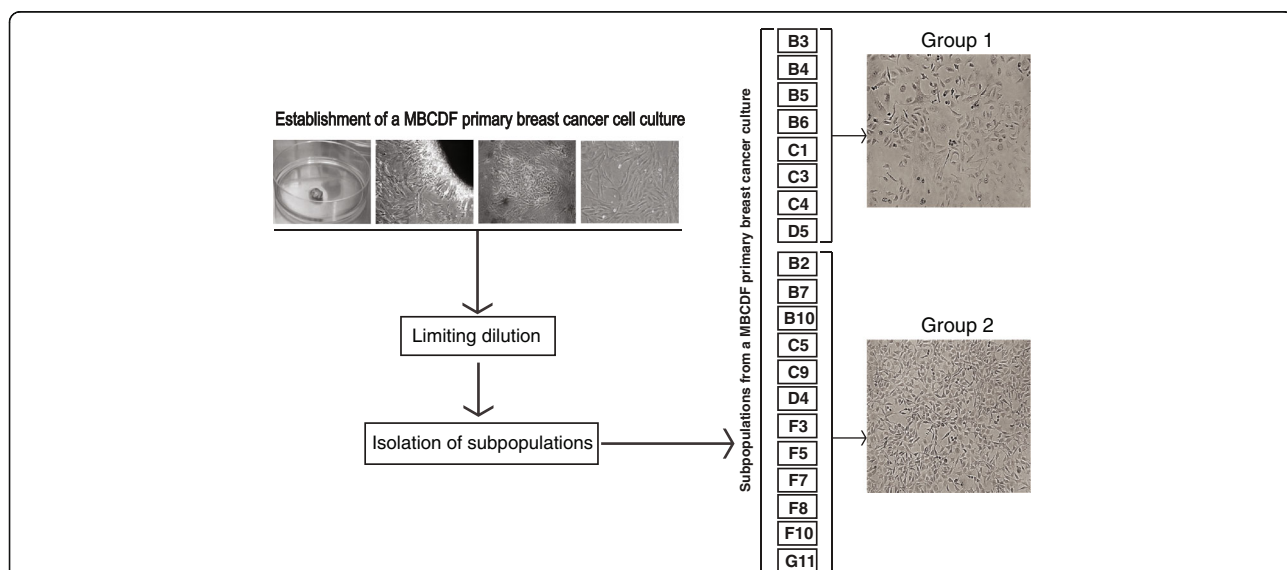 Establishment of a MBCDF primary breast cancer cell culture
Limiting dilution
Isolation of subpopulations
Subpopulations from a MBCDF primary breast cancer culture
B3
B4
B5
B6
C1
C3
C4
D5
B2
B7
B10
C5
C9
D4
F3
F5
F7
F8
F10
G11
Group 1
Group 2